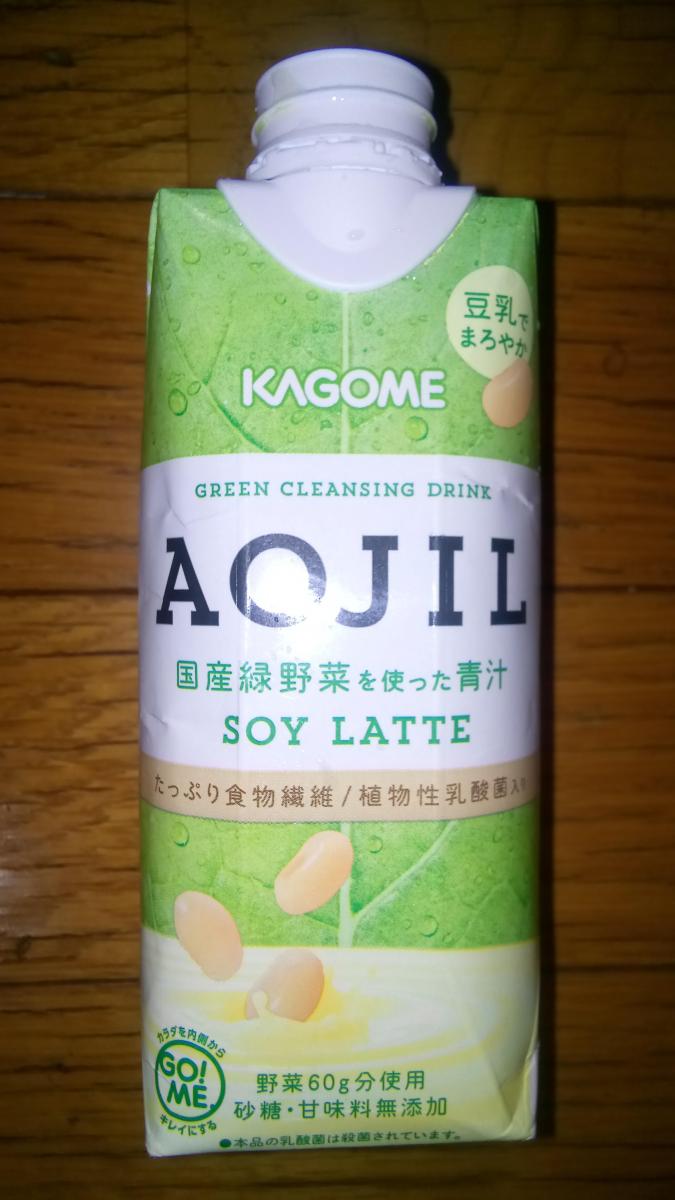 豆乳で
まろやか
KAGOME
GREEN CLEANSING DRINK
AOJIL
国産緑野菜を使った青汁
SOY LATTE
たっぷり食物繊維/植物性乳酸菌入り
カラダを内側から
GO!
ME.
キレイにする
野菜60g分使用
砂糖・甘味料無添加
●本品の乳酸菌は殺菌されています。